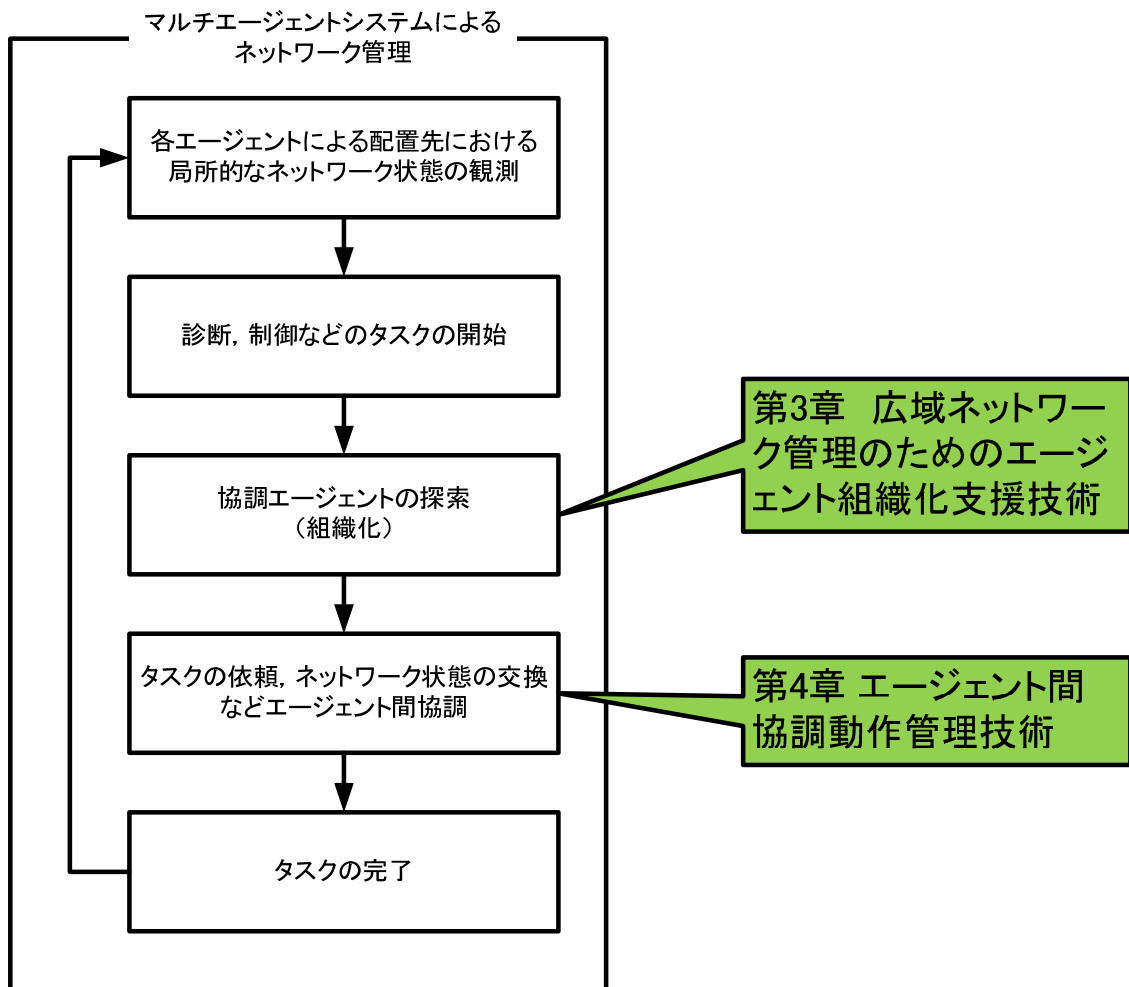 マルチエージェントシステムによる
ネットワーク管理
各エージェントによる配置先における
局所的なネットワーク状態の観測
診断, 制御などのタスクの開始
協調エージェントの探索
（組織化）
タスクの依頼, ネットワーク状態の交換
などエージェント間協調
タスクの完了
第3章　広域ネットワー
ク管理のためのエージ
ェント組織化支援技術
第4章 エージェント間
協調動作管理技術